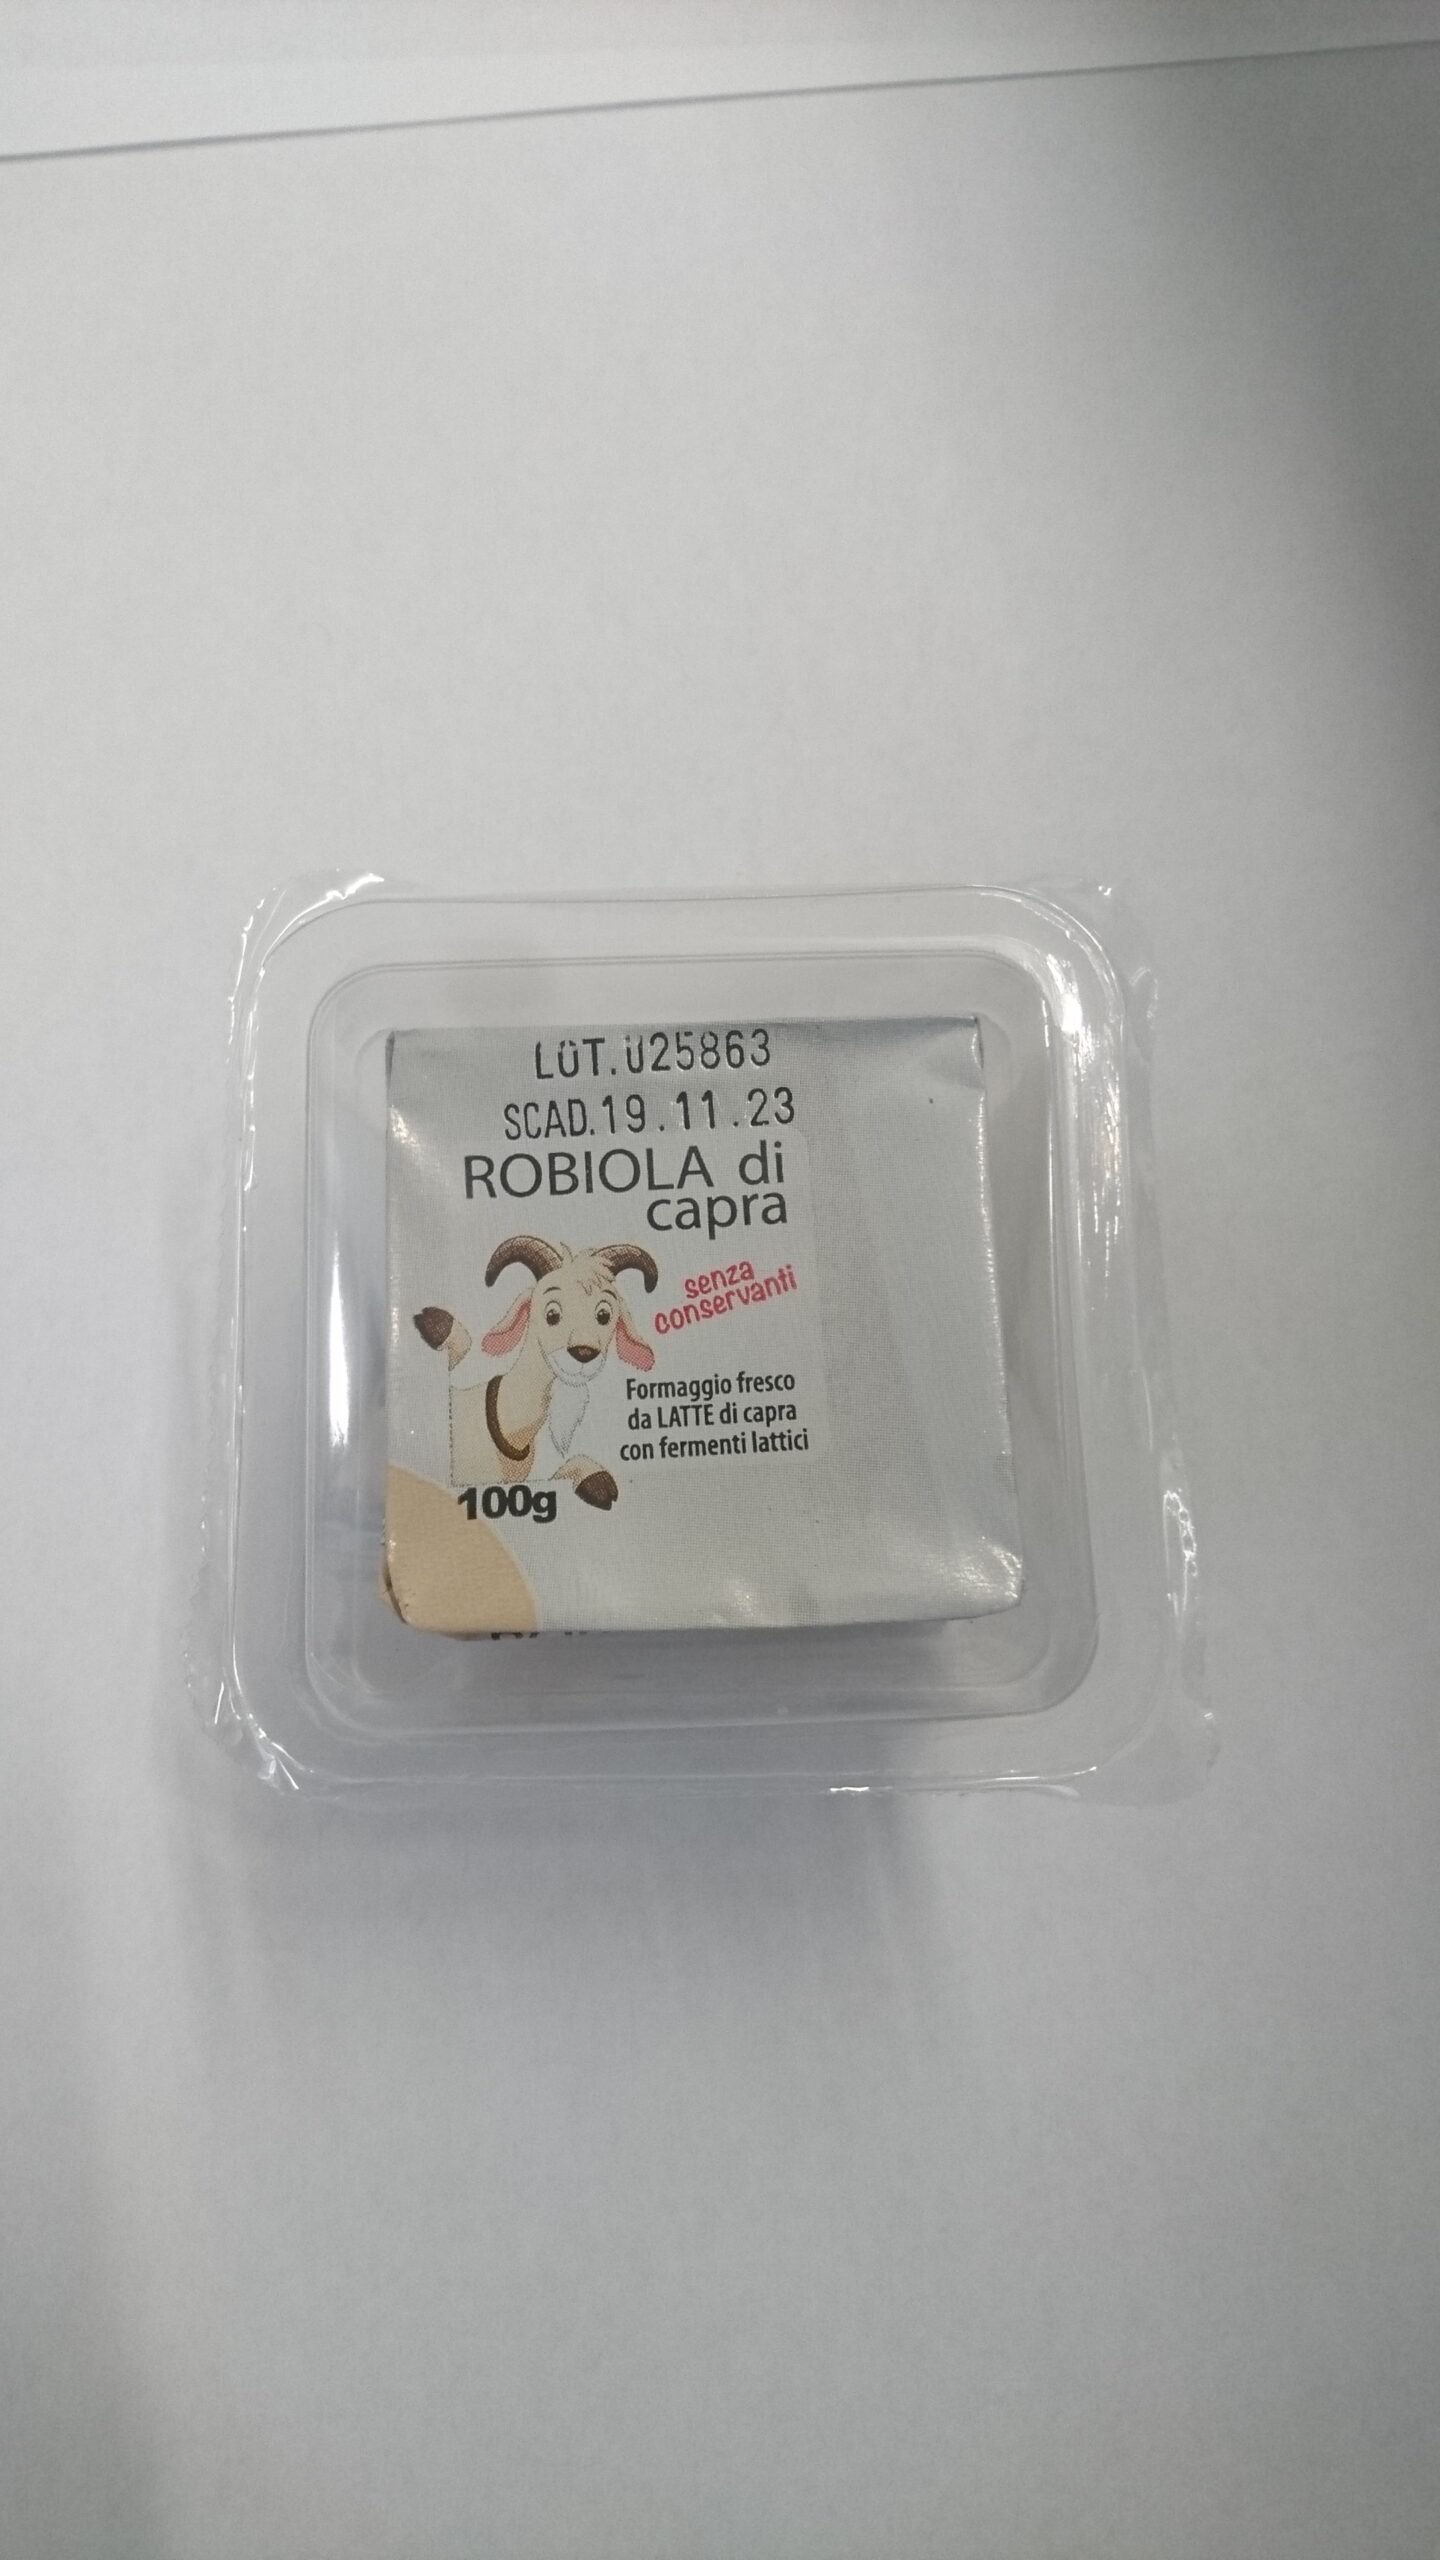 LOT.U25863
SCAD.19.11.23
ROBIOLA di
capra
senza
conservanti
Formaggio fresco
da LATTE di capra
con fermenti lattici
100g